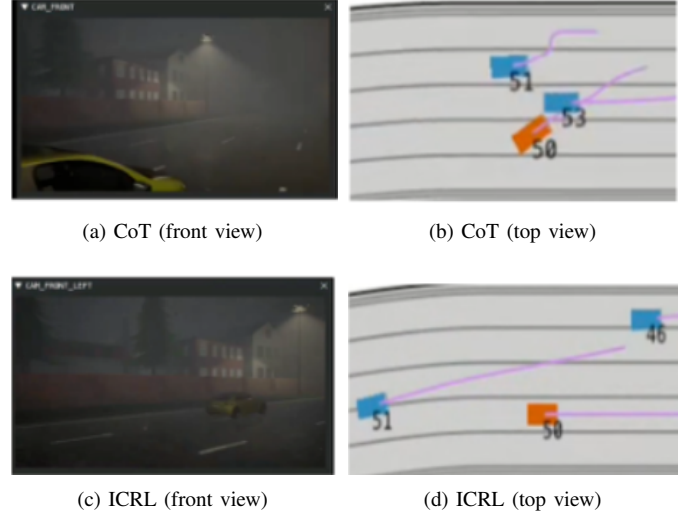 ▼ CAM_FRONT ×
51
53
50
(a) CoT (front view) (b) CoT (top view)
▼ CAM_FRONT_LEFT ×
46
51
50
(c) ICRL (front view) (d) ICRL (top view)